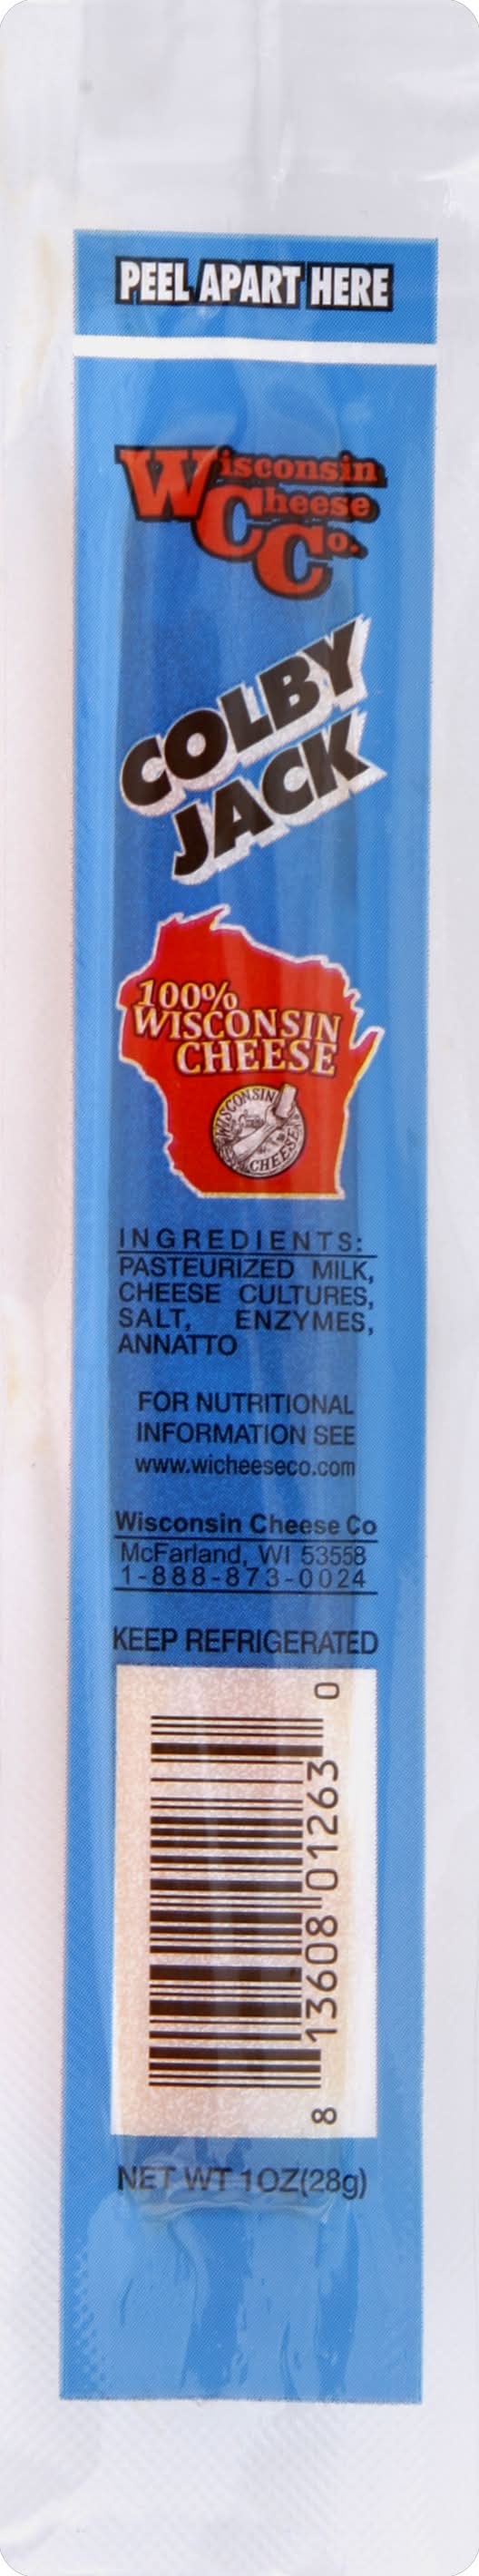 PEEL APART HERE
Wisconsin
Cheese
Co.
COLBY
JACK
100%
WISCONSIN
CHEESE
WISCONSIN
CHEESE
INGREDIENTS:
PASTEURIZED MILK,
CHEESE CULTURES,
SALT, ENZYMES,
ANNATTO
FOR NUTRITIONAL
INFORMATION SEE
www.wicheeseco.com
Wisconsin Cheese Co
McFarland, WI 53558
1-888-873-0024
KEEP REFRIGERATED
8 13608 01263 0
NET WT 1OZ(28g)